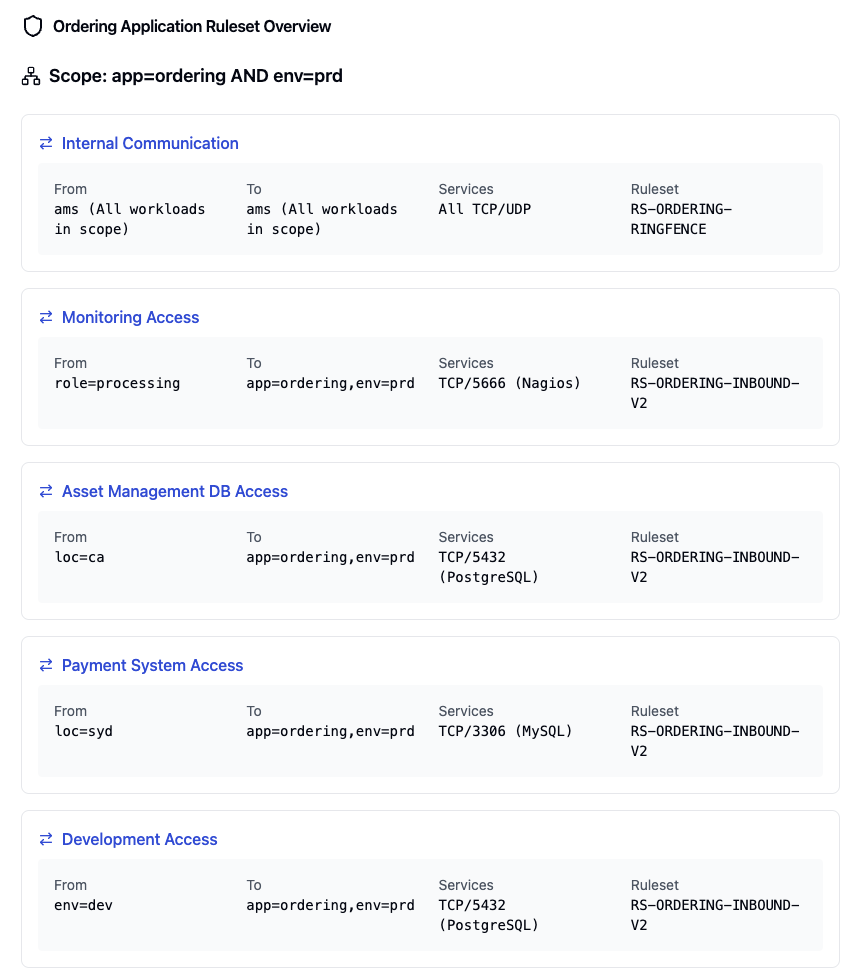 Ordering Application Ruleset Overview
Scope: app=ordering AND env=prd
Internal Communication
From
ams (All workloads
in scope)
To
ams (All workloads
in scope)
Services
All TCP/UDP
Ruleset
RS-ORDERING-
RINGFENCE
Monitoring Access
From
role=processing
To
app=ordering,env=prd
Services
TCP/5666 (Nagios)
Ruleset
RS-ORDERING-INBOUND-
V2
Asset Management DB Access
From
loc=ca
To
app=ordering,env=prd
Services
TCP/5432
(PostgreSQL)
Ruleset
RS-ORDERING-INBOUND-
V2
Payment System Access
From
loc=syd
To
app=ordering,env=prd
Services
TCP/3306 (MySQL)
Ruleset
RS-ORDERING-INBOUND-
V2
Development Access
From
env=dev
To
app=ordering,env=prd
Services
TCP/5432
(PostgreSQL)
Ruleset
RS-ORDERING-INBOUND-
V2